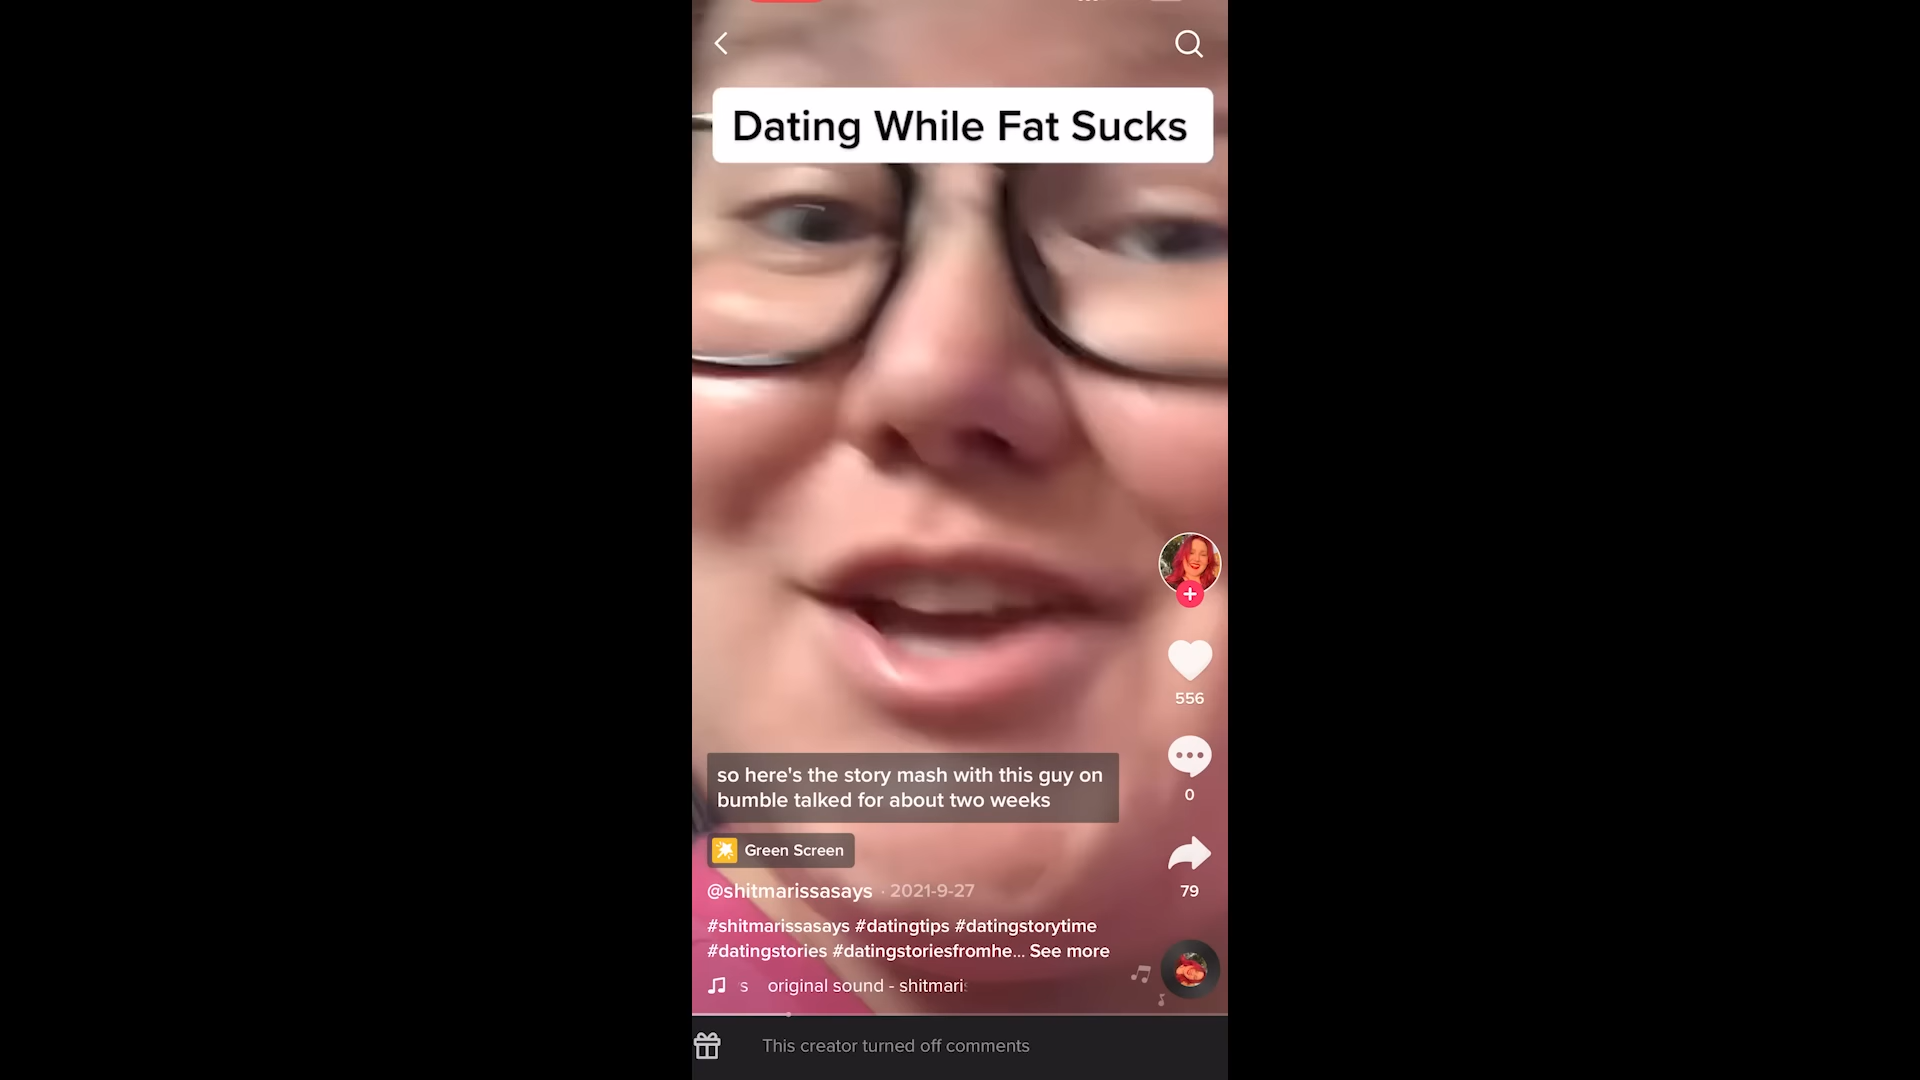 Dating While Fat Sucks
556
so here's the story mash with this guy on
bumble talked for about two weeks
0
Green Screen
79
@shitmarissasays · 2021-9-27
#shitmarissasays #datingtips #datingstorytime
#datingstories #datingstoriesfromhe... See more
s original sound - shitmari
This creator turned off comments